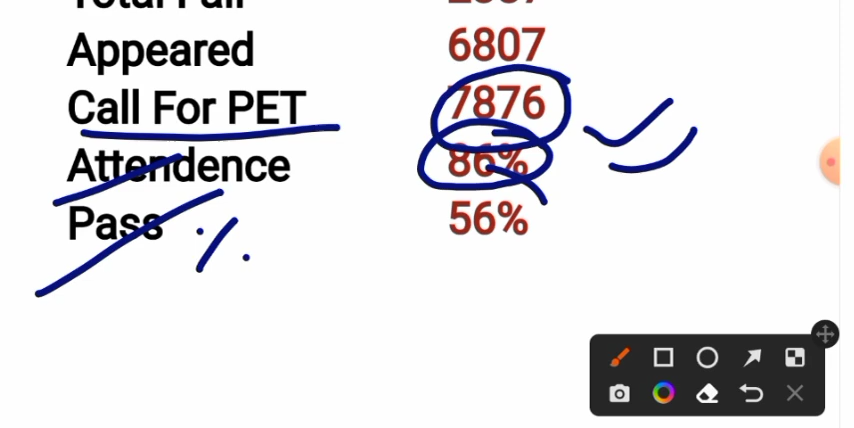 Appeared 6807
Call For PET 7876
Attendence 86%
Pass % 56%